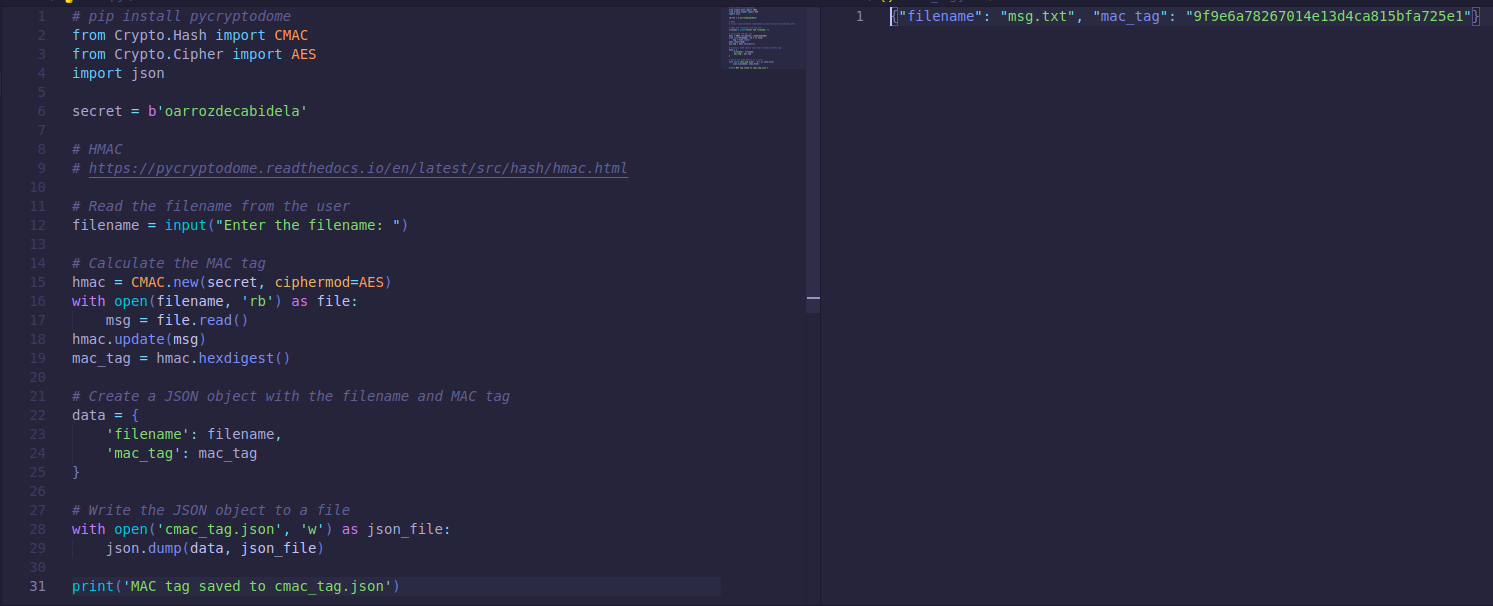 1 # pip install pycryptodome
2 from Crypto.Hash import CMAC
3 from Crypto.Cipher import AES
4 import json
5
6 secret = b'oarrozdecabidela'
7
8 # HMAC
9 # https://pycryptodome.readthedocs.io/en/latest/src/hash/hmac.html
10
11 # Read the filename from the user
12 filename = input("Enter the filename: ")
13
14 # Calculate the MAC tag
15 hmac = CMAC.new(secret, ciphermod=AES)
16 with open(filename, 'rb') as file:
17     msg = file.read()
18 hmac.update(msg)
19 mac_tag = hmac.hexdigest()
20
21 # Create a JSON object with the filename and MAC tag
22 data = {
23     'filename': filename,
24     'mac_tag': mac_tag
25 }
26
27 # Write the JSON object to a file
28 with open('cmac_tag.json', 'w') as json_file:
29     json.dump(data, json_file)
30
31 print('MAC tag saved to cmac_tag.json')
1 {"filename": "msg.txt", "mac_tag": "9f9e6a78267014e13d4ca815bfa725e1"}